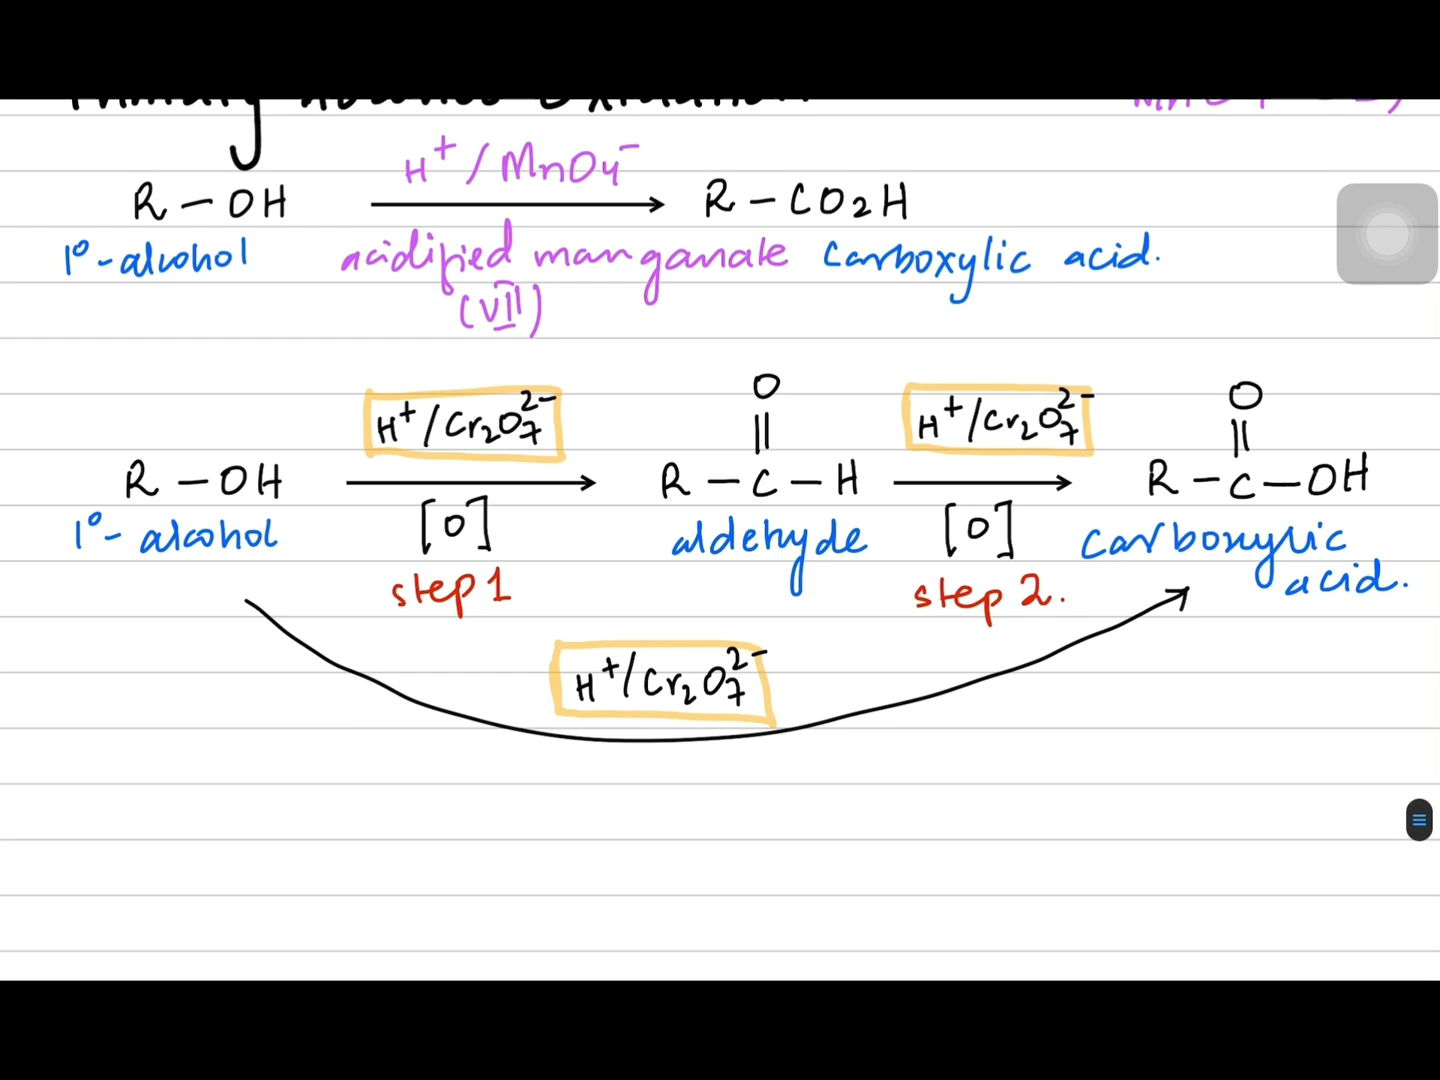 H⁺/MnO₄⁻
R-OH → R-CO₂H
1°-alcohol acidified manganate carboxylic acid.
(VII)
O O
H⁺/Cr₂O₇²⁻ || H⁺/Cr₂O₇²⁻ ||
R-OH → R-C-H → R-C-OH
1°-alcohol [O] aldehyde [O] carboxylic
step 1 step 2. acid.
H⁺/Cr₂O₇²⁻